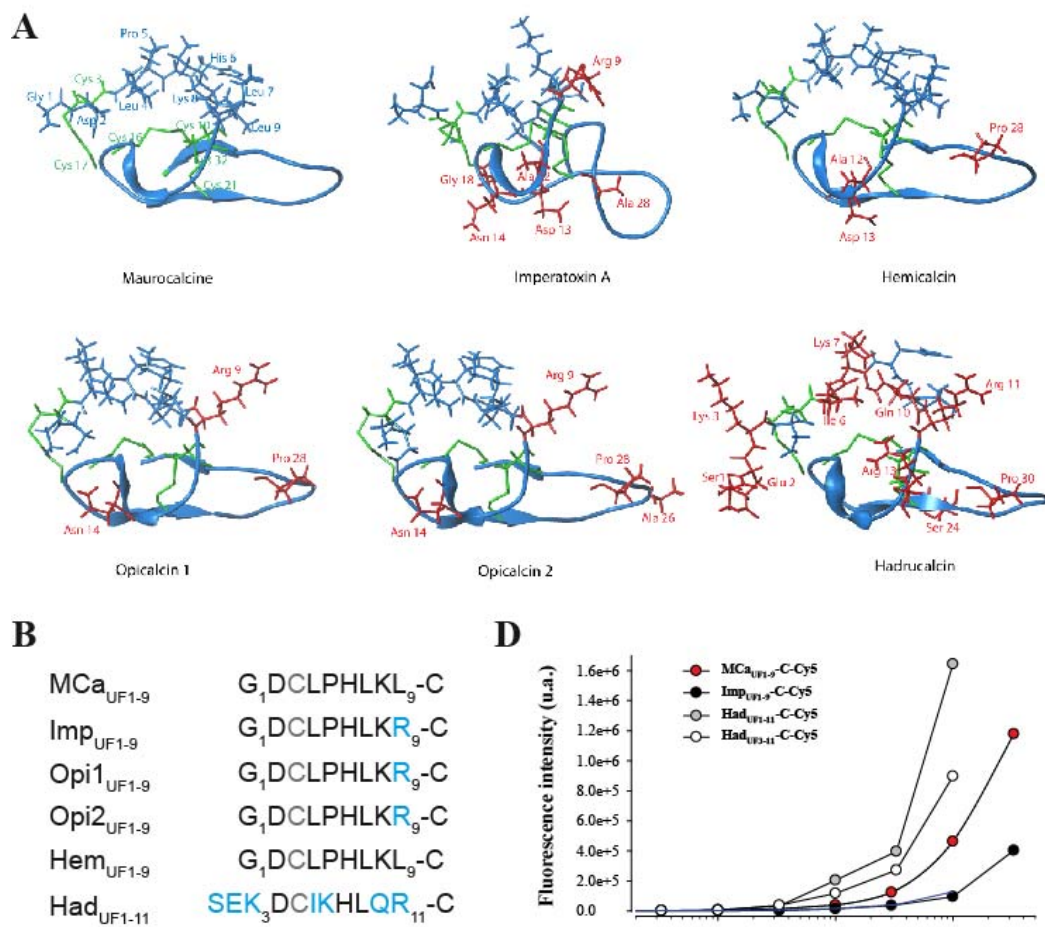 A
Pro 5
His 6
Cys 3
Gly 1
Leu 7
Asp 2
Leu 4
Lys 8
Leu 9
Cys 16
Cys 10
Cys 17
Cys 21
Maurocalcine
Arg 9
Gly 18
Ala 28
Asn 14
Asp 13
Imperatoxin A
Pro 28
Ala 12
Asp 13
Hemicalcin
Arg 9
Pro 28
Asn 14
Opicalcin 1
Arg 9
Pro 28
Ala 26
Asn 14
Opicalcin 2
Lys 7
Arg 11
Lys 3
Ile 6
Gln 10
Arg 13
Ser 1
Glu 2
Pro 30
Ser 24
Hadrucalcin
B
MCaUF1-9 G1DCLPHLKL9-C
ImpUF1-9 G1DCLPHLKR9-C
Opi1UF1-9 G1DCLPHLKR9-C
Opi2UF1-9 G1DCLPHLKR9-C
HemUF1-9 G1DCLPHLKL9-C
HadUF1-11 SEK3DCIKHLQR11-C
D
Fluorescence intensity (u.a.)
1.6e+6
1.4e+6
1.2e+6
1.0e+6
8.0e+5
6.0e+5
4.0e+5
2.0e+5
0.0
MCaUF1-9-C-Cy5
ImpUF1-9-C-Cy5
HadUF1-11-C-Cy5
HadUF3-11-C-Cy5